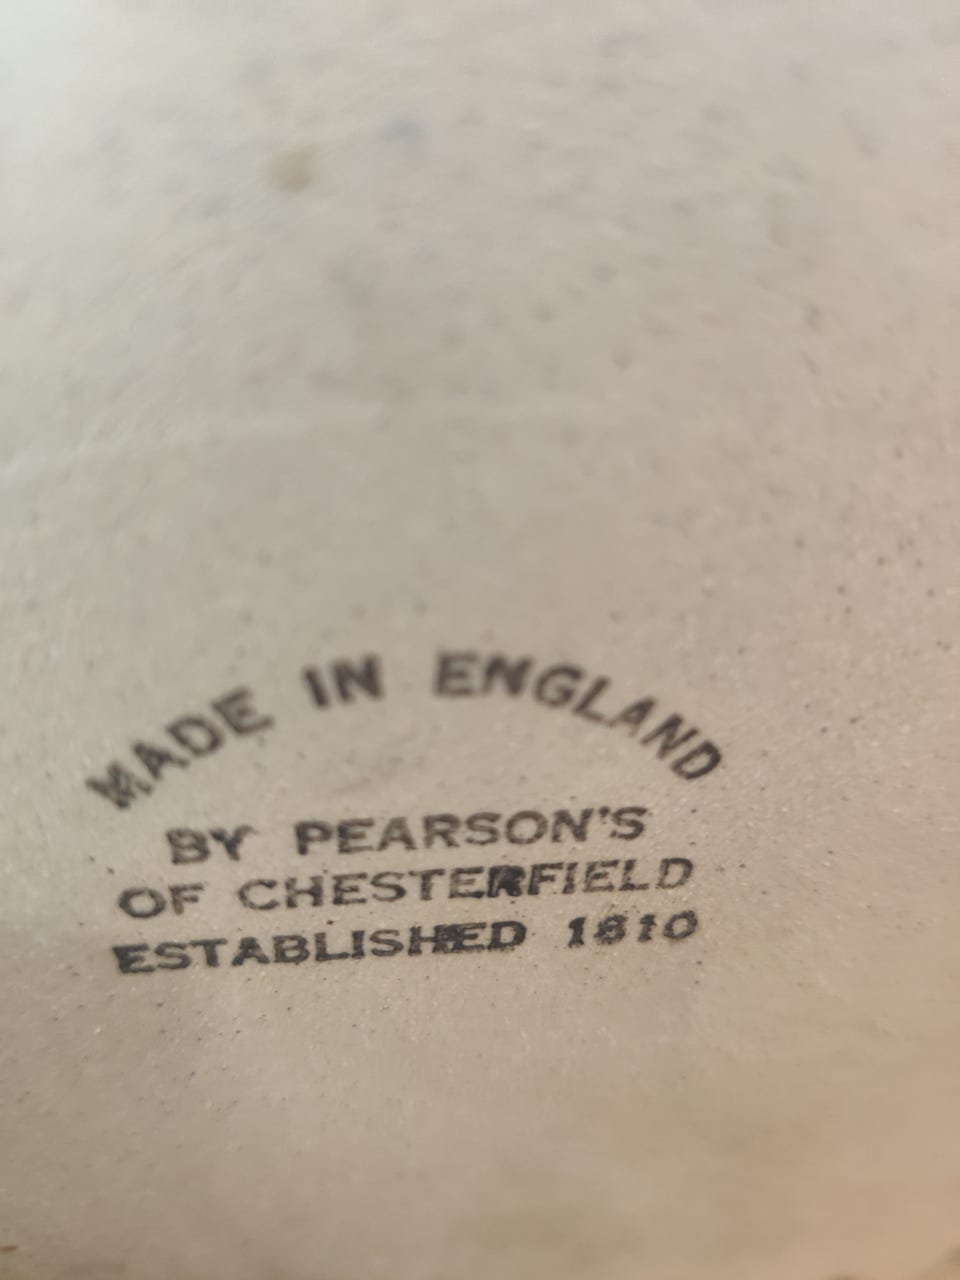 MADE IN ENGLAND
BY PEARSON'S
OF CHESTERFIELD
ESTABLISHED 1810